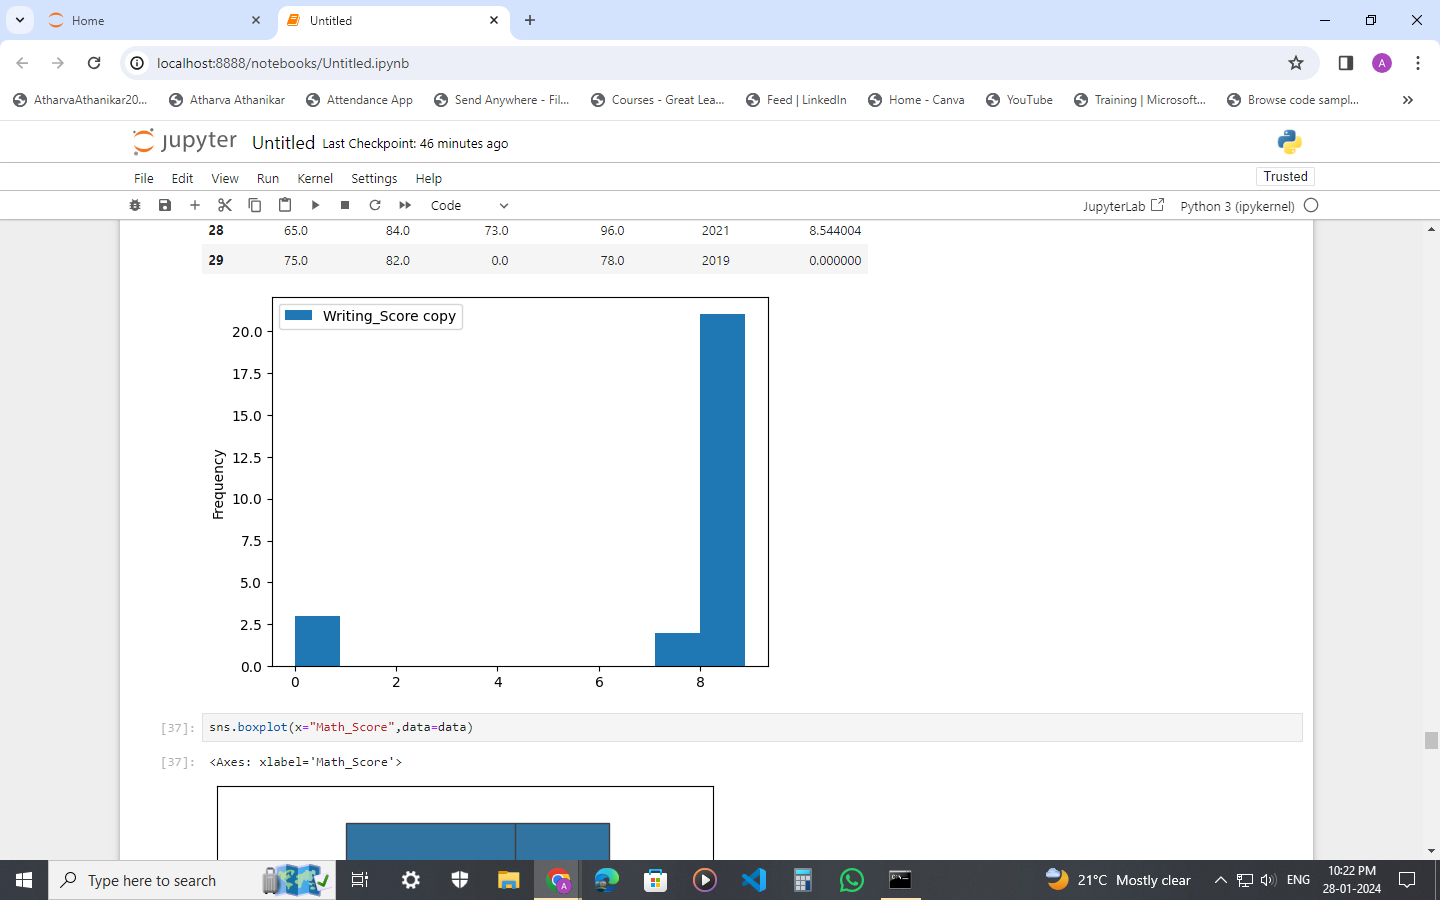 Home
Untitled
localhost:8888/notebooks/Untitled.ipynb
A
AtharvaAthanikar20...
Atharva Athanikar
Attendance App
Send Anywhere - Fil...
Courses - Great Lea...
Feed | LinkedIn
Home - Canva
YouTube
Training | Microsoft...
Browse code sampl...
jupyter Untitled Last Checkpoint: 46 minutes ago
File Edit View Run Kernel Settings Help
Trusted
Code
JupyterLab
Python 3 (ipykernel)
28 65.0 84.0 73.0 96.0 2021 8.544004
29 75.0 82.0 0.0 78.0 2019 0.000000
Writing_Score copy
20.0
17.5
15.0
12.5
10.0
7.5
5.0
2.5
0.0
Frequency
0 2 4 6 8
[37]: sns.boxplot(x="Math_Score",data=data)
[37]: <Axes: xlabel='Math_Score'>
Type here to search
A
21°C Mostly clear
ENG
10:22 PM
28-01-2024